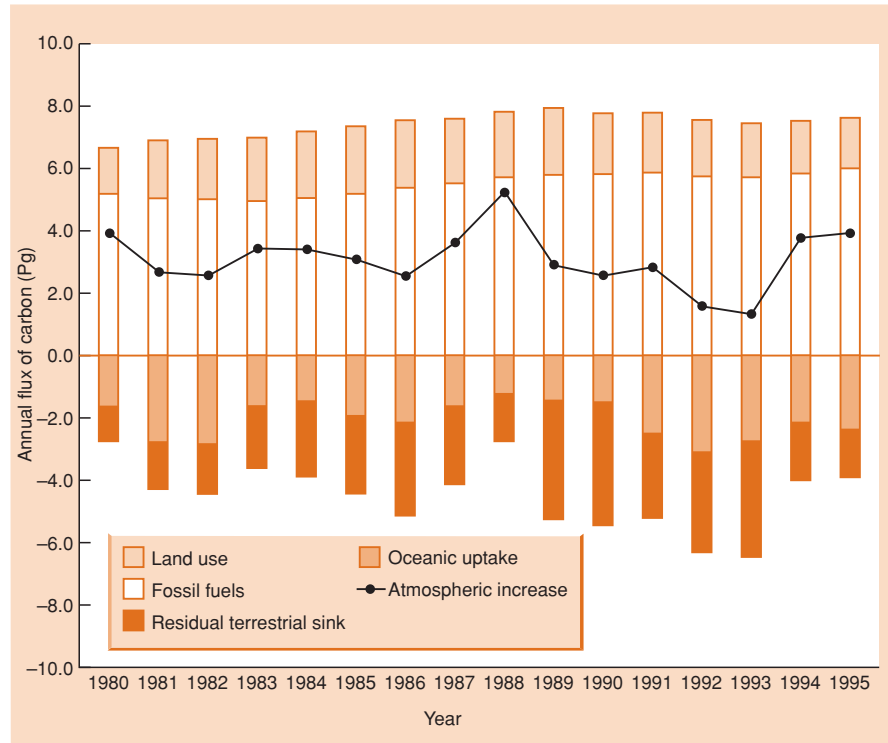 Annual flux of carbon (Pg)
10.0
8.0
6.0
4.0
2.0
0.0
–2.0
–4.0
–6.0
–8.0
–10.0
Land use
Oceanic uptake
Fossil fuels
Atmospheric increase
Residual terrestrial sink
1980 1981 1982 1983 1984 1985 1986 1987 1988 1989 1990 1991 1992 1993 1994 1995
Year